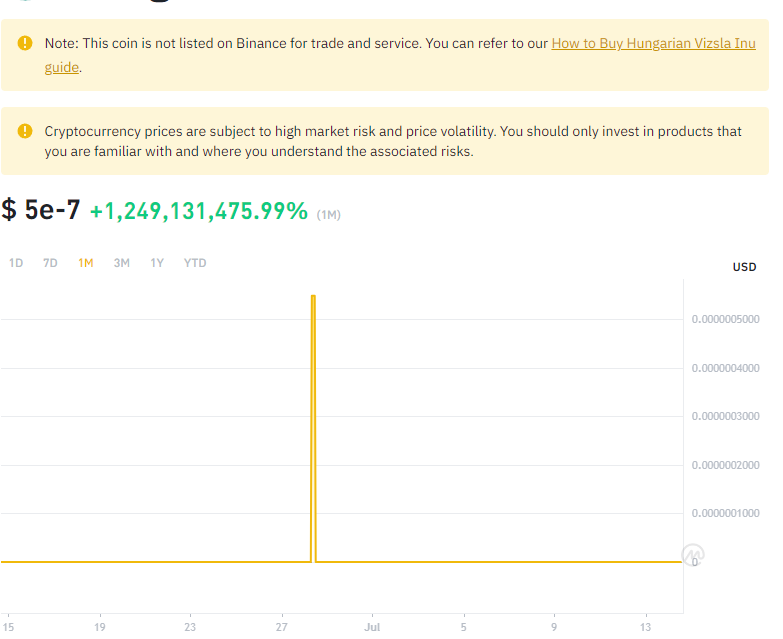 Note: This coin is not listed on Binance for trade and service. You can refer to our How to Buy Hungarian Vizsla Inu
guide.
Cryptocurrency prices are subject to high market risk and price volatility. You should only invest in products that
you are familiar with and where you understand the associated risks.
$ 5e-7 +1,249,131,475.99% (1M)
1D 7D 1M 3M 1Y YTD
USD
0.0000005000
0.0000004000
0.0000003000
0.0000002000
0.0000001000
0
15 19 23 27 Jul 5 9 13